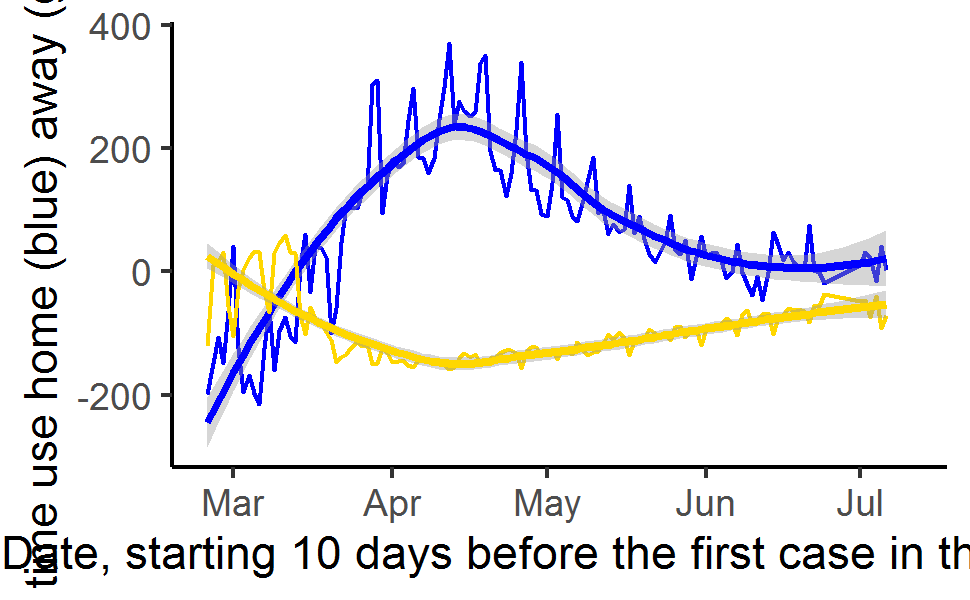 time use home (blue) away (
400
200
0
-200
Mar Apr May Jun Jul
Date, starting 10 days before the first case in th